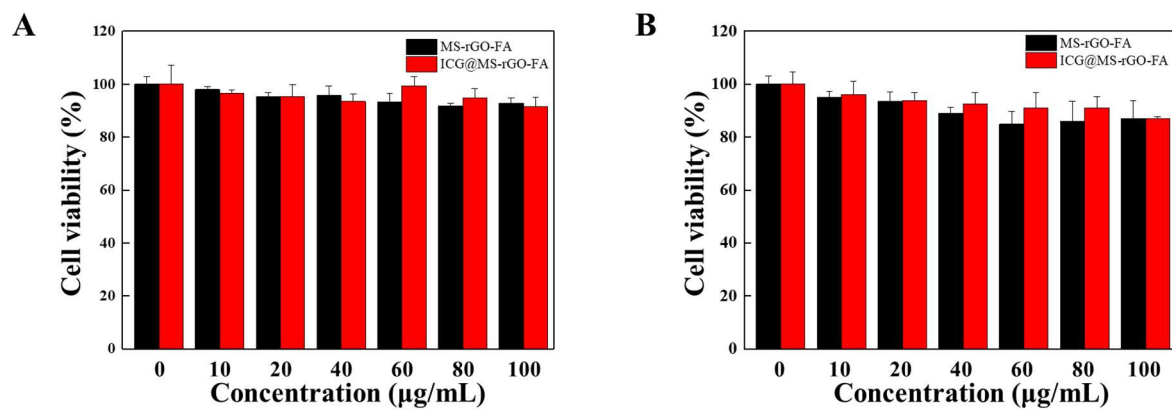 A
120
100
80
60
40
20
0
Cell viability (%)
MS-rGO-FA
ICG@MS-rGO-FA
0 10 20 40 60 80 100
Concentration (μg/mL)
B
120
100
80
60
40
20
0
Cell viability (%)
MS-rGO-FA
ICG@MS-rGO-FA
0 10 20 40 60 80 100
Concentration (μg/mL)